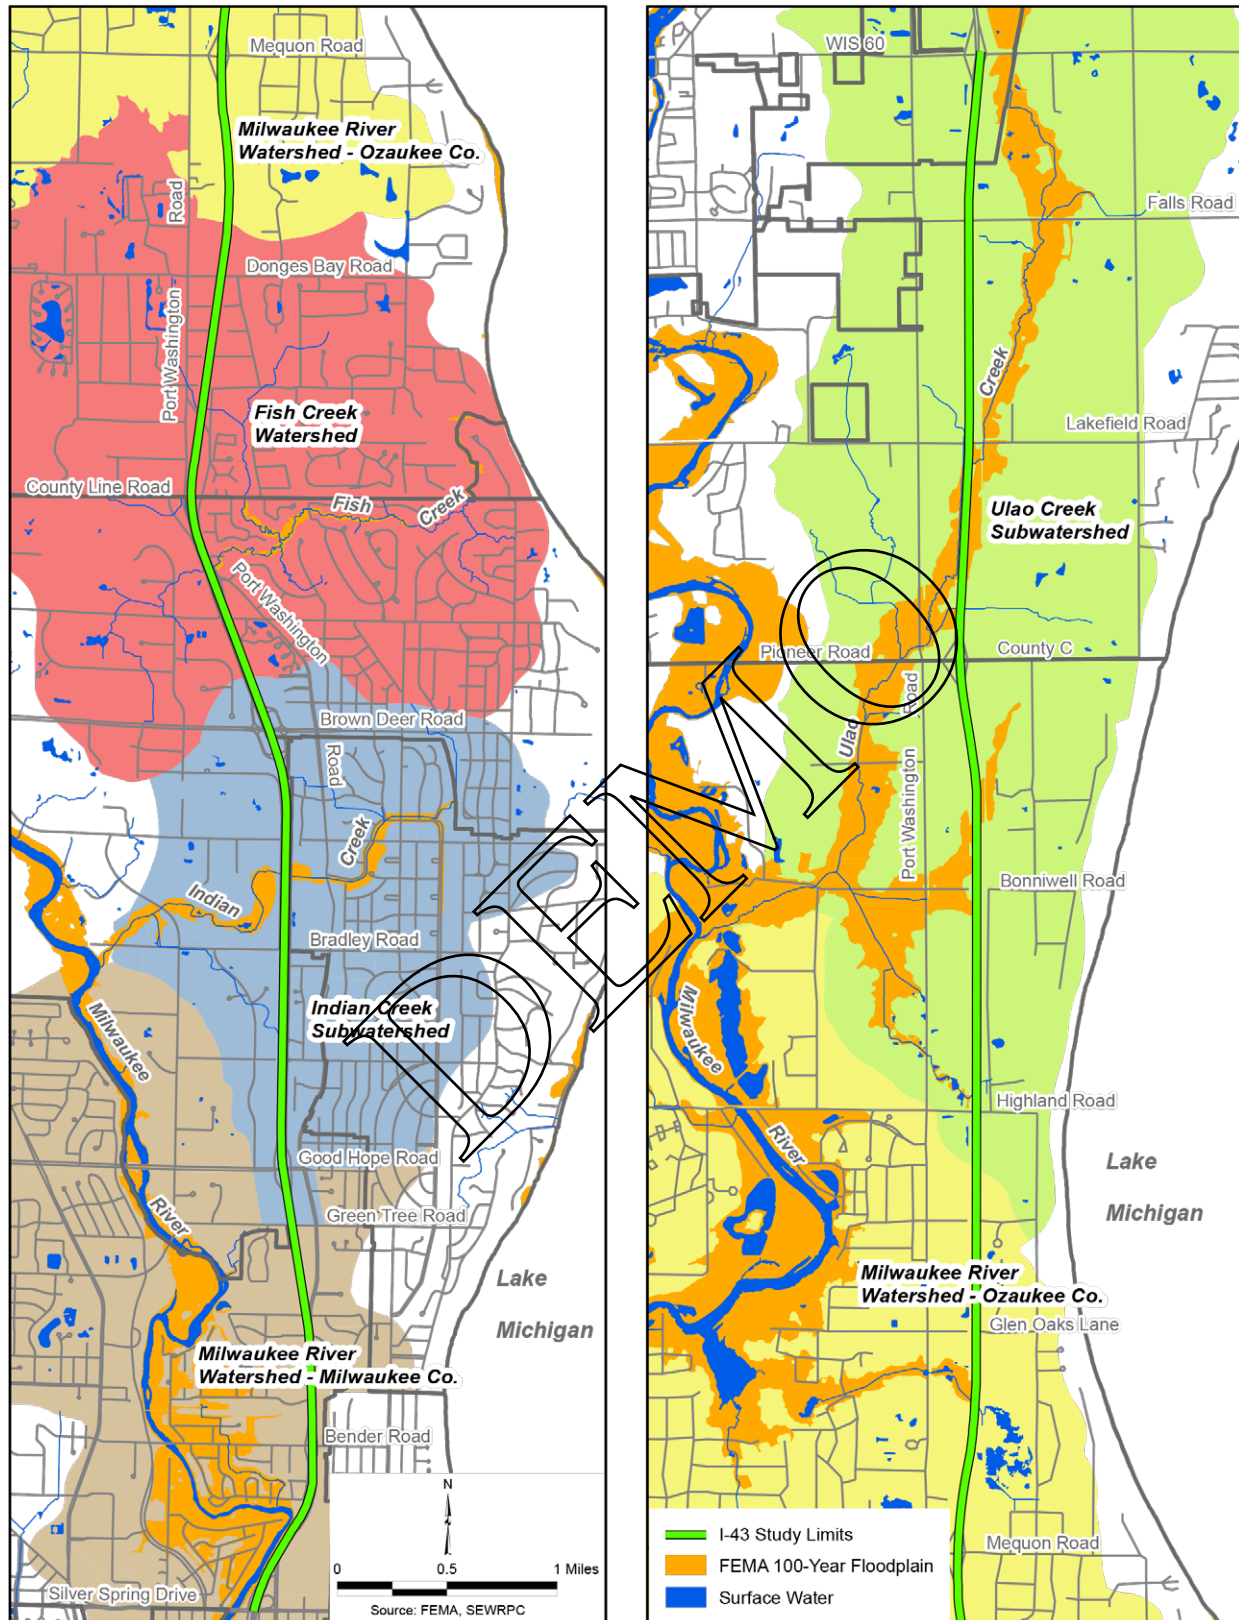 Mequon Road
Milwaukee River
Watershed - Ozaukee Co.
Road
Donges Bay Road
Port Washington
Fish Creek
Watershed
County Line Road
Fish
Creek
Port Washington
Brown Deer Road
Road
Creek
Indian
Bradley Road
Indian Creek
Subwatershed
Milwaukee
Good Hope Road
River
Green Tree Road
Lake
Michigan
Milwaukee River
Watershed - Milwaukee Co.
Bender Road
N
0
0.5
1 Miles
Silver Spring Drive
Source: FEMA, SEWRPC
WIS 60
Falls Road
Creek
Lakefield Road
Ulao Creek
Subwatershed
Pioneer Road
County C
Road
Ulao
Port Washington
Bonniwell Road
Milwaukee
Highland Road
River
Lake
Michigan
Milwaukee River
Watershed - Ozaukee Co.
Glen Oaks Lane
I-43 Study Limits
FEMA 100-Year Floodplain
Surface Water
Mequon Road
DEMO